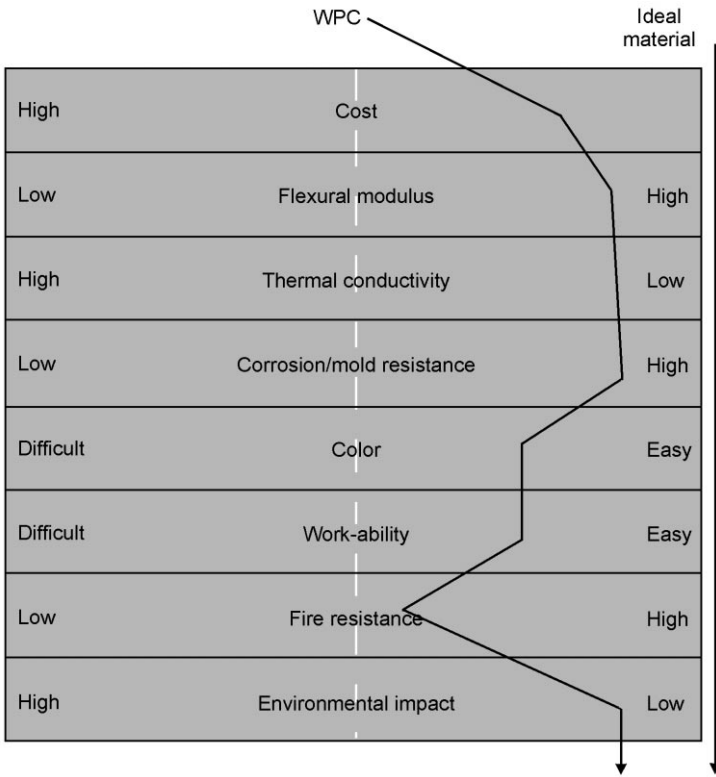 WPC
Ideal
material
High Cost
Low Flexural modulus High
High Thermal conductivity Low
Low Corrosion/mold resistance High
Difficult Color Easy
Difficult Work-ability Easy
Low Fire resistance High
High Environmental impact Low